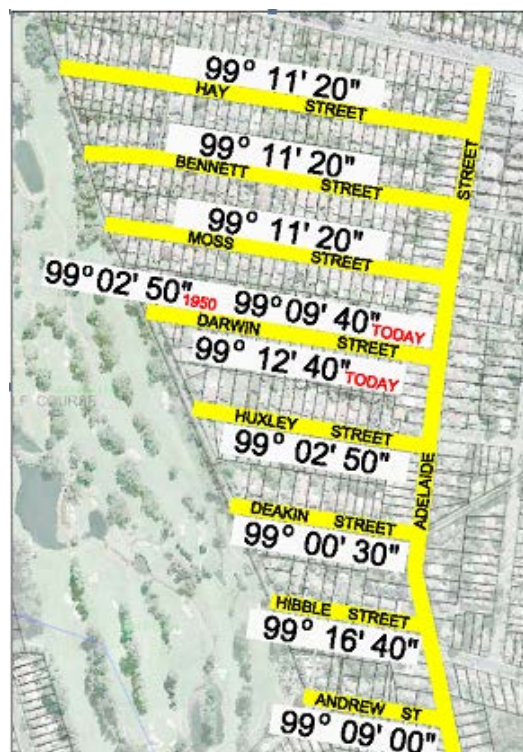 99° 11' 20"
HAY STREET
STREET
99° 11' 20"
BENNETT STREET
99° 11' 20"
MOSS STREET
99° 02' 50" 1950 99° 09' 40" TODAY
DARWIN STREET
99° 12' 40" TODAY
COURSE
HUXLEY STREET
99° 02' 50"
ADELAIDE
DEAKIN STREET
99° 00' 30"
HIBBLE STREET
99° 16' 40"
ANDREW ST
99° 09' 00"